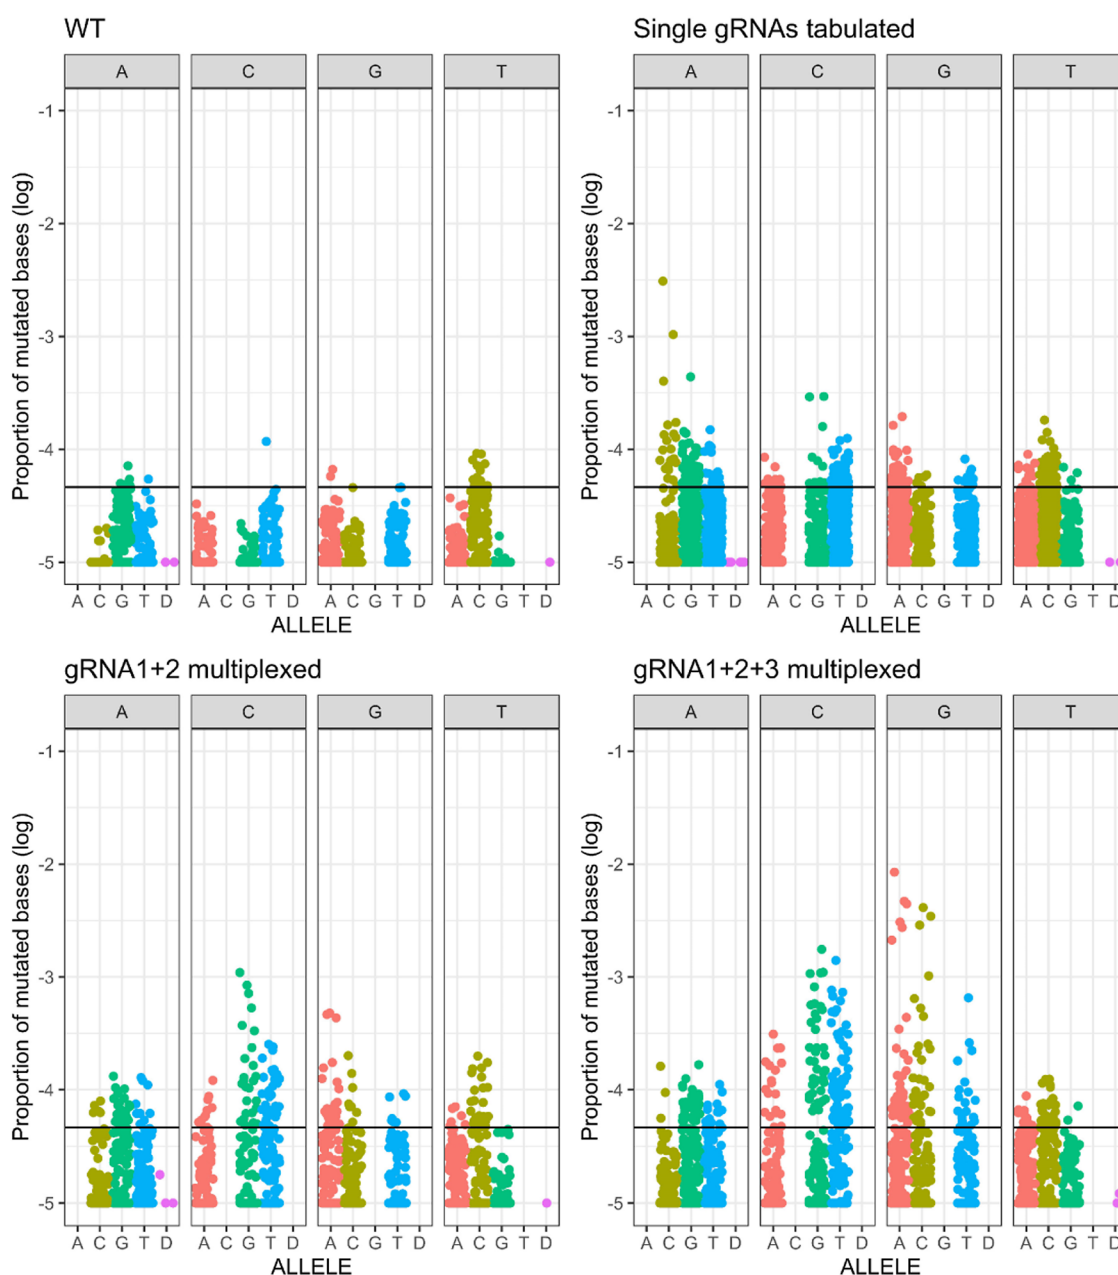 WT
A C G T
-1
-2
-3
-4
-5
Proportion of mutated bases (log)
A C G T D A C G T D A C G T D A C G T D
ALLELE
Single gRNAs tabulated
A C G T
-1
-2
-3
-4
-5
Proportion of mutated bases (log)
A C G T D A C G T D A C G T D A C G T D
ALLELE
gRNA1+2 multiplexed
A C G T
-1
-2
-3
-4
-5
Proportion of mutated bases (log)
A C G T D A C G T D A C G T D A C G T D
ALLELE
gRNA1+2+3 multiplexed
A C G T
-1
-2
-3
-4
-5
Proportion of mutated bases (log)
A C G T D A C G T D A C G T D A C G T D
ALLELE